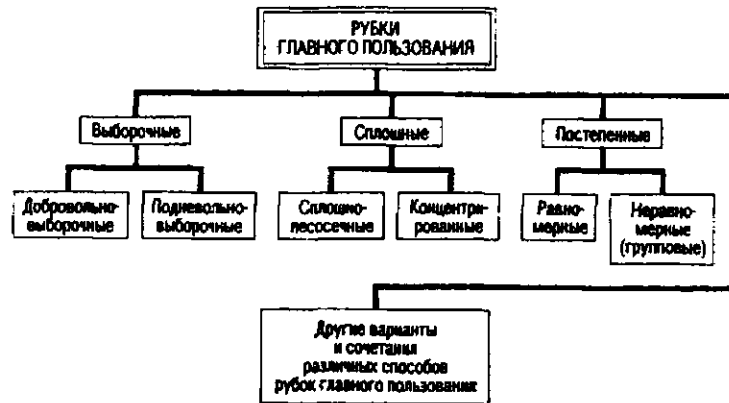 РУБКИ
ГЛАВНОГО ПОЛЬЗОВАНИЯ
Выборочные
Сплошные
Постепенные
Добровольно-
выборочные
Подневольно-
выборочные
Сплошно-
лесосечные
Концентри-
рованные
Равно-
мерные
Неравно-
мерные
(групповые)
Другие варианты
и сочетания
различных способов
рубок главного пользования